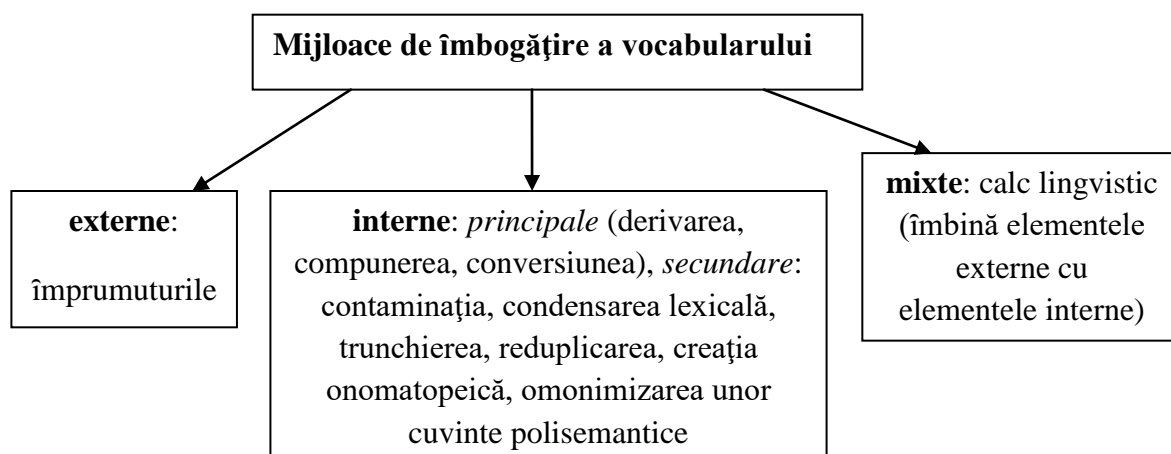 Mijloace de îmbogăţire a vocabularului
externe:
împrumuturile
interne: principale (derivarea,
compunerea, conversiunea), secundare:
contaminaţia, condensarea lexicală,
trunchierea, reduplicarea, creaţia
onomatopeică, omonimizarea unor
cuvinte polisemantice
mixte: calc lingvistic
(îmbină elementele
externe cu
elementele interne)